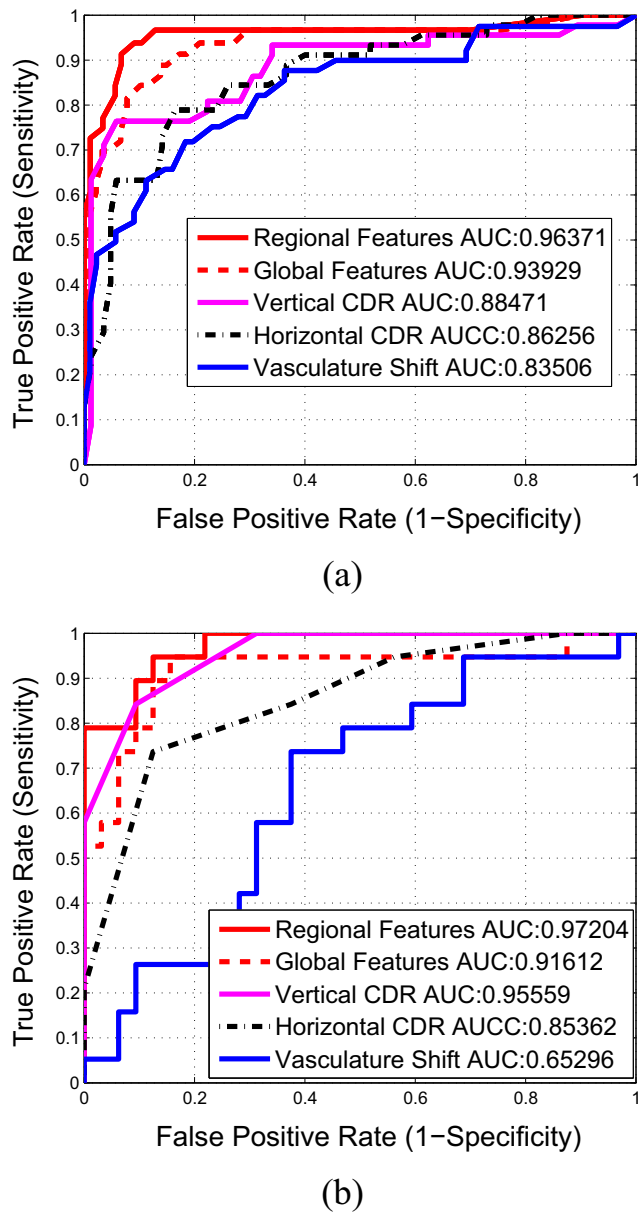 1
0.9
0.8
0.7
0.6
0.5
0.4
0.3
0.2
0.1
0
0 0.2 0.4 0.6 0.8 1
True Positive Rate (Sensitivity)
Regional Features AUC:0.96371
Global Features AUC:0.93929
Vertical CDR AUC:0.88471
Horizontal CDR AUCC:0.86256
Vasculature Shift AUC:0.83506
False Positive Rate (1−Specificity)
(a)
1
0.9
0.8
0.7
0.6
0.5
0.4
0.3
0.2
0.1
0
0 0.2 0.4 0.6 0.8 1
True Positive Rate (Sensitivity)
Regional Features AUC:0.97204
Global Features AUC:0.91612
Vertical CDR AUC:0.95559
Horizontal CDR AUCC:0.85362
Vasculature Shift AUC:0.65296
False Positive Rate (1−Specificity)
(b)